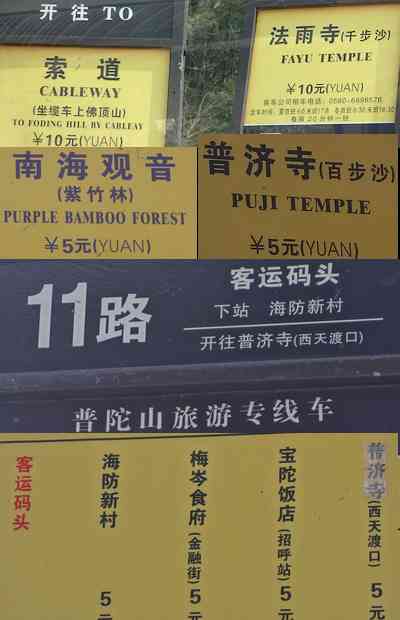 开往 TO
索道
CABLEWAY
(坐缆车上佛顶山)
TO FODING HILL BY CABLEAY
￥10元(YUAN)
法雨寺(千步沙)
FAYU TEMPLE
￥10元(YUAN)
南海观音
(紫竹林)
PURPLE BAMBOO FOREST
￥5元(YUAN)
普济寺(百步沙)
PUJI TEMPLE
￥5元(YUAN)
11路
客运码头
下站 海防新村
开往普济寺(西天渡口)
普陀山旅游专线车
客运码头
海防新村
5元
梅岑食府(金融街)5元
宝陀饭店(招呼站)5元
普济寺(西天渡口)5元